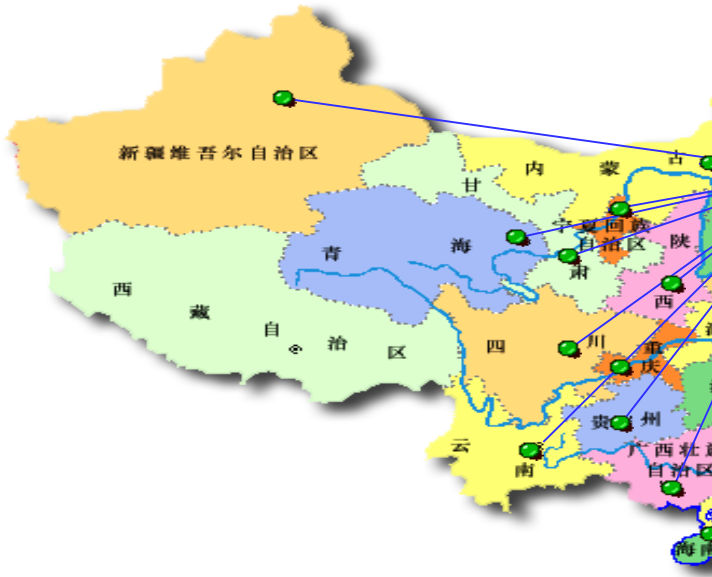 新疆维吾尔自治区
内蒙古
甘肃
宁夏回族
自治区
青海
陕西
西藏自治区
四川
重庆
贵州
云南
广西壮
自治区
海南